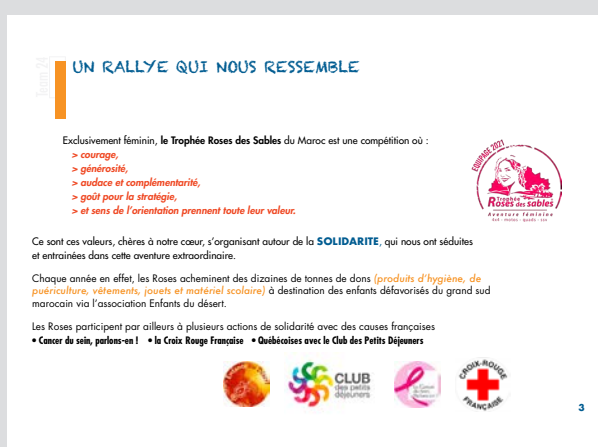 Team 24
UN RALLYE QUI NOUS RESSEMBLE
Exclusivement féminin, le Trophée Roses des Sables du Maroc est une compétition où :
> courage,
> générosité,
> audace et complémentarité,
> goût pour la stratégie,
> et sens de l'orientation prennent toute leur valeur.
EQUIPAGE 2021
Trophée
Roses des Sables
Aventure féminine
Ce sont ces valeurs, chères à notre cœur, s'organisant autour de la SOLIDARITE, qui nous ont séduites
et entrainées dans cette aventure extraordinaire.
Chaque année en effet, les Roses acheminent des dizaines de tonnes de dons (produits d'hygiène, de
puériculture, vêtements, jouets et matériel scolaire) à destination des enfants défavorisés du grand sud
marocain via l'association Enfants du désert.
Les Roses participent par ailleurs à plusieurs actions de solidarité avec des causes françaises
• Cancer du sein, parlons-en ! • la Croix Rouge Française • Québécoises avec le Club des Petits Déjeuners
CLUB
des petits
déjeuners
CROIX-ROUGE
FRANÇAISE
3